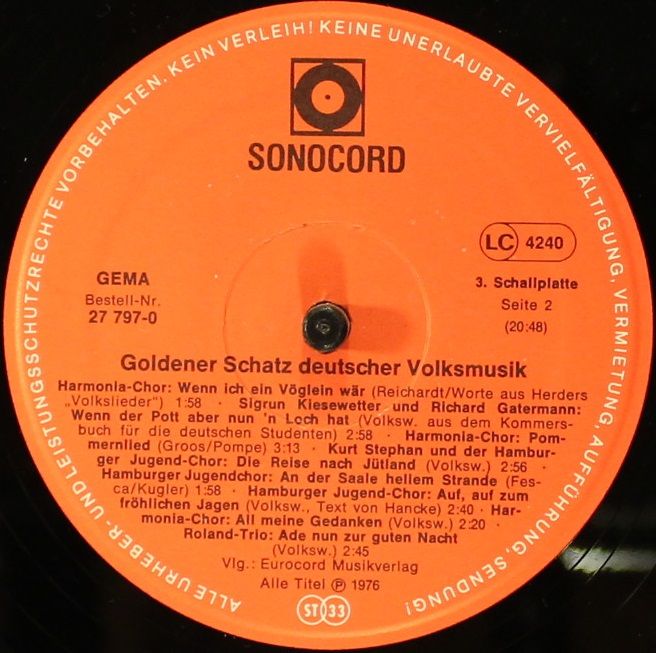 ALLE URHEBER- UND LEISTUNGSSCHUTZRECHTE VORBEHALTEN. KEIN VERLEIH! KEINE UNERLAUBTE VERVIELFÄLTIGUNG, VERMIETUNG, AUFFÜHRUNG, SENDUNG!
SONOCORD
LC 4240
GEMA
Bestell-Nr.
27 797-0
3. Schallplatte
Seite 2
(20:48)
Goldener Schatz deutscher Volksmusik
Harmonia-Chor: Wenn ich ein Vöglein wär (Reichardt/Worte aus Herders
„Volkslieder") 1:58 · Sigrun Kiesewetter und Richard Gatermann:
Wenn der Pott aber nun 'n Loch hat (Volksw. aus dem Kommers-
buch für die deutschen Studenten) 2:58 · Harmonia-Chor: Pom-
mernlied (Groos/Pompe) 3:13 · Kurt Stephan und der Hambur-
ger Jugend-Chor: Die Reise nach Jütland (Volksw.) 2:56 ·
Hamburger Jugendchor: An der Saale hellem Strande (Fes-
ca/Kugler) 1:58 · Hamburger Jugend-Chor: Auf, auf zum
fröhlichen Jagen (Volksw., Text von Hancke) 2:40 · Har-
monia-Chor: All meine Gedanken (Volksw.) 2:20 ·
Roland-Trio: Ade nun zur guten Nacht
(Volksw.) 2:45
Vlg.: Eurocord Musikverlag
Alle Titel Ⓟ 1976
ST 33